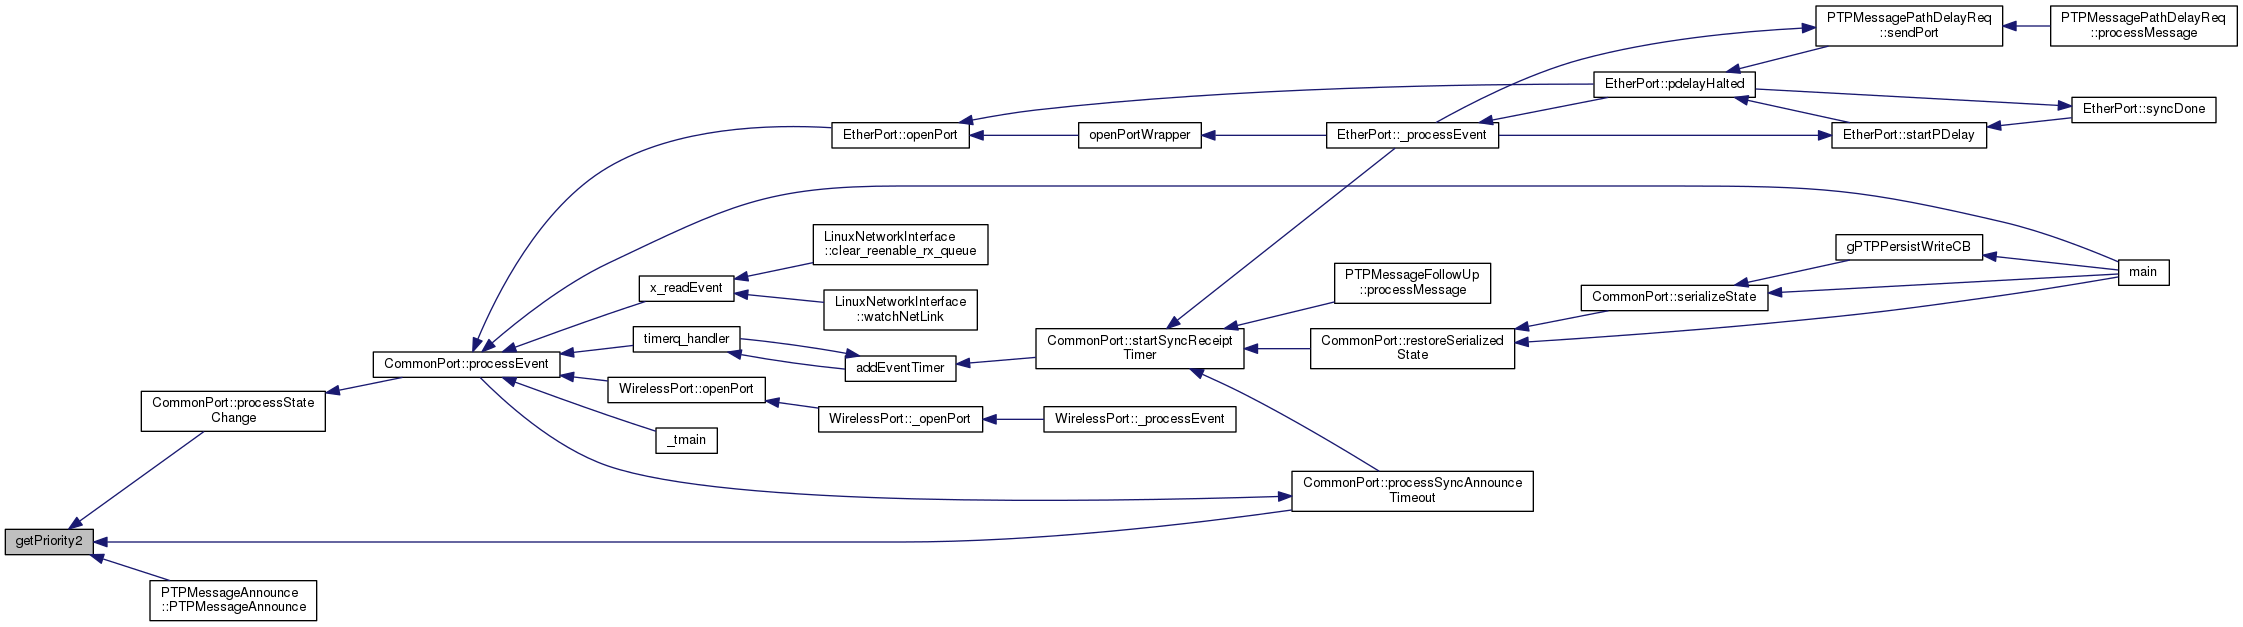 PTPMessagePathDelayReq
::sendPort
PTPMessagePathDelayReq
::processMessage
EtherPort::pdelayHalted
EtherPort::syncDone
EtherPort::openPort
openPortWrapper
EtherPort::_processEvent
EtherPort::startPDelay
LinuxNetworkInterface
::clear_reenable_rx_queue
gPTPPersistWriteCB
main
x_readEvent
PTPMessageFollowUp
::processMessage
LinuxNetworkInterface
::watchNetLink
CommonPort::serializeState
timerq_handler
CommonPort::startSyncReceipt
Timer
CommonPort::restoreSerialized
State
CommonPort::processEvent
addEventTimer
WirelessPort::openPort
CommonPort::processState
Change
WirelessPort::_openPort
WirelessPort::_processEvent
_tmain
CommonPort::processSyncAnnounce
Timeout
getPriority2
PTPMessageAnnounce
::PTPMessageAnnounce